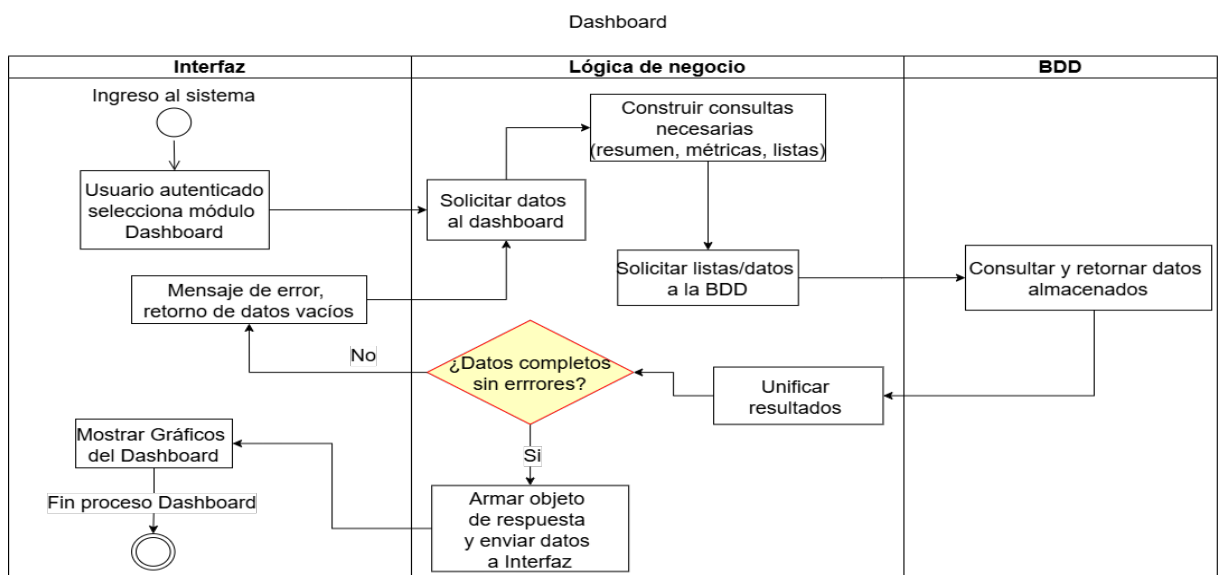 Dashboard
Interfaz
Lógica de negocio
BDD
Ingreso al sistema
Usuario autenticado
selecciona módulo
Dashboard
Solicitar datos
al dashboard
Construir consultas
necesarias
(resumen, métricas, listas)
Solicitar listas/datos
a la BDD
Consultar y retornar datos
almacenados
Mensaje de error,
retorno de datos vacíos
No
¿Datos completos
sin errrores?
Unificar
resultados
Si
Mostrar Gráficos
del Dashboard
Armar objeto
de respuesta
y enviar datos
a Interfaz
Fin proceso Dashboard